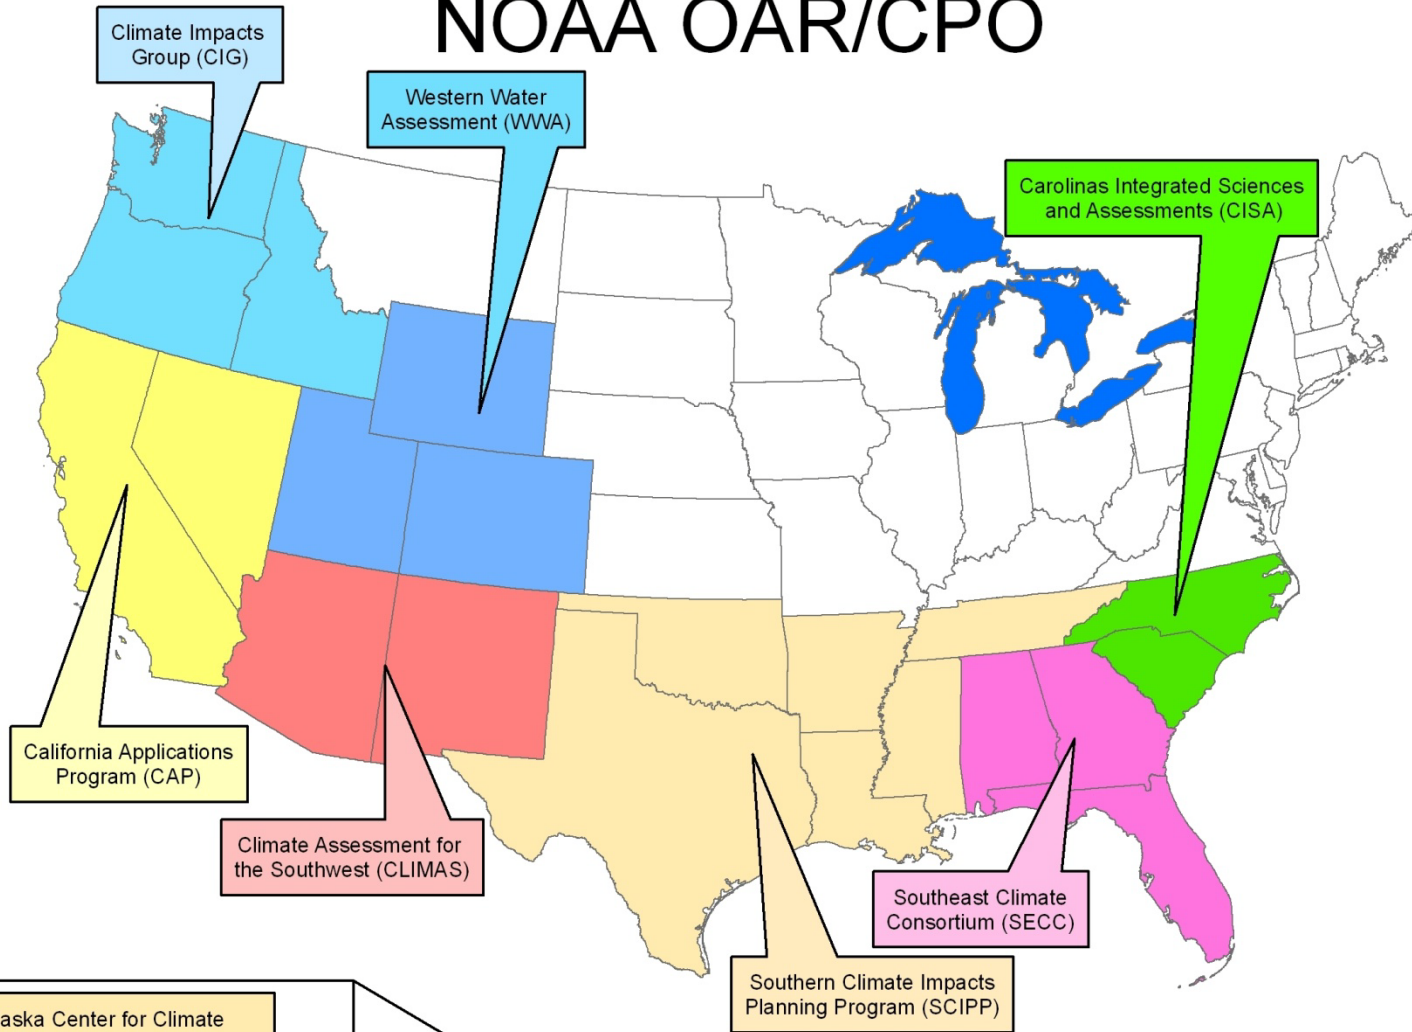 NOAA OAR/CPO
Climate Impacts
Group (CIG)
Western Water
Assessment (WWA)
Carolinas Integrated Sciences
and Assessments (CISA)
California Applications
Program (CAP)
Climate Assessment for
the Southwest (CLIMAS)
Southeast Climate
Consortium (SECC)
Southern Climate Impacts
Planning Program (SCIPP)
aska Center for Climate